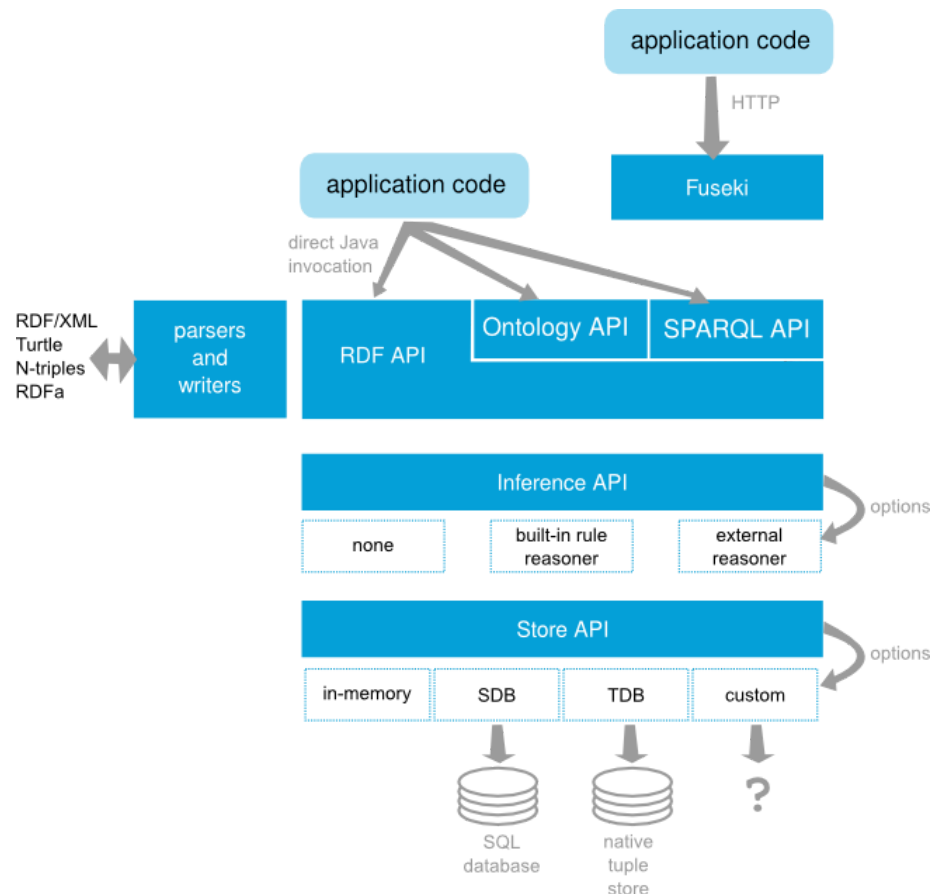 application code
HTTP
Fuseki
application code
direct Java
invocation
RDF/XML
Turtle
N-triples
RDFa
parsers
and
writers
RDF API
Ontology API
SPARQL API
Inference API
options
none
built-in rule
reasoner
external
reasoner
Store API
options
in-memory
SDB
TDB
custom
?
SQL
database
native
tuple
store